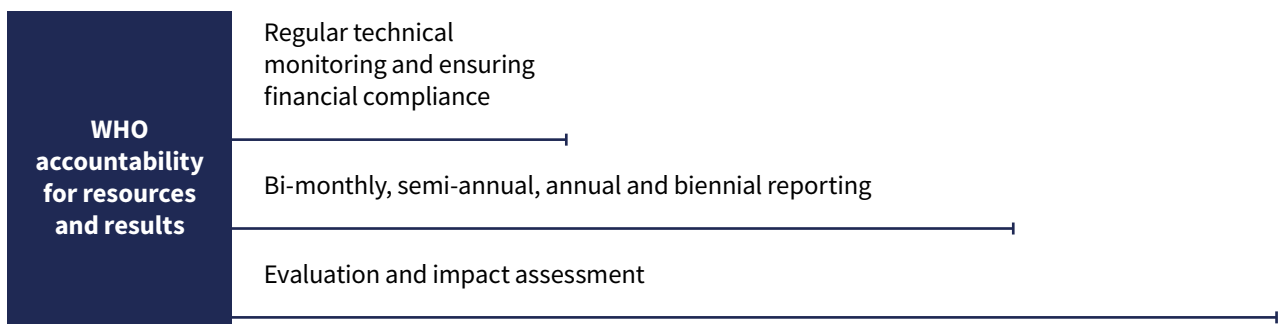 WHO
accountability
for resources
and results
Regular technical
monitoring and ensuring
financial compliance
Bi-monthly, semi-annual, annual and biennial reporting
Evaluation and impact assessment